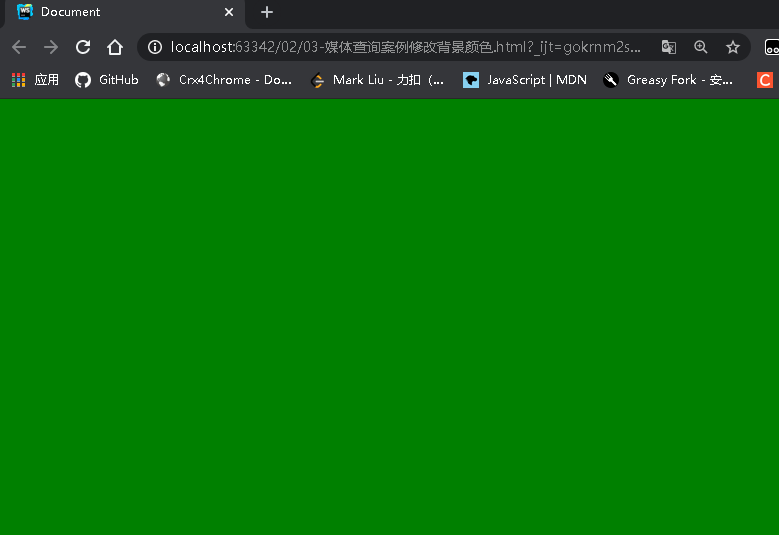 WS Document
localhost:63342/02/03-媒体查询案例修改背景颜色.html?_ijt=gokrnm2s...
应用 GitHub Crx4Chrome - Do... Mark Liu - 力扣（... JavaScript | MDN Greasy Fork - 安... C